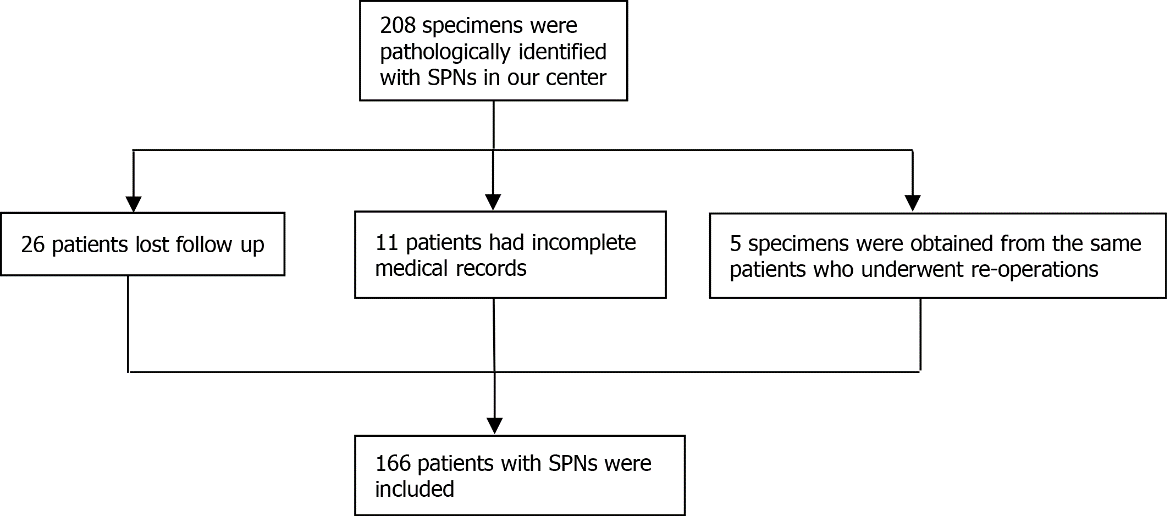 208 specimens were
pathologically identified
with SPNs in our center
26 patients lost follow up
11 patients had incomplete
medical records
5 specimens were obtained from the same
patients who underwent re-operations
166 patients with SPNs were
included